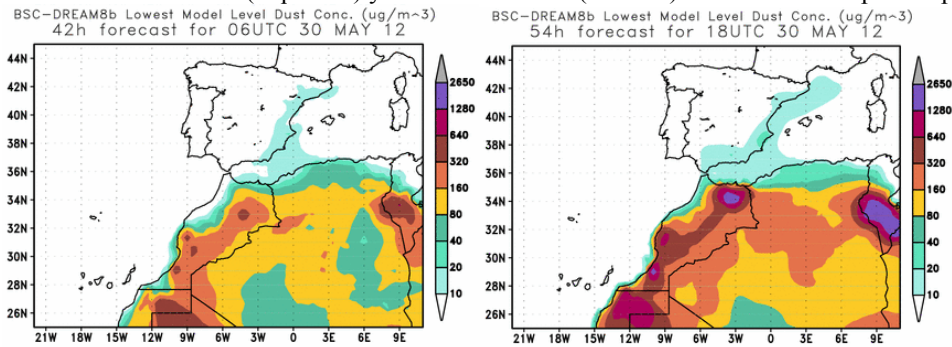 BSC-DREAM8b Lowest Model Level Dust Conc. (ug/m^3)
42h forecast for 06UTC 30 MAY 12
44N
42N
40N
38N
36N
34N
32N
30N
28N
26N
21W 18W 15W 12W 9W 6W 3W 0 3E 6E 9E
2650
1280
640
320
160
80
40
20
10
BSC-DREAM8b Lowest Model Level Dust Conc. (ug/m^3)
54h forecast for 18UTC 30 MAY 12
44N
42N
40N
38N
36N
34N
32N
30N
28N
26N
21W 18W 15W 12W 9W 6W 3W 0 3E 6E 9E
2650
1280
640
320
160
80
40
20
10